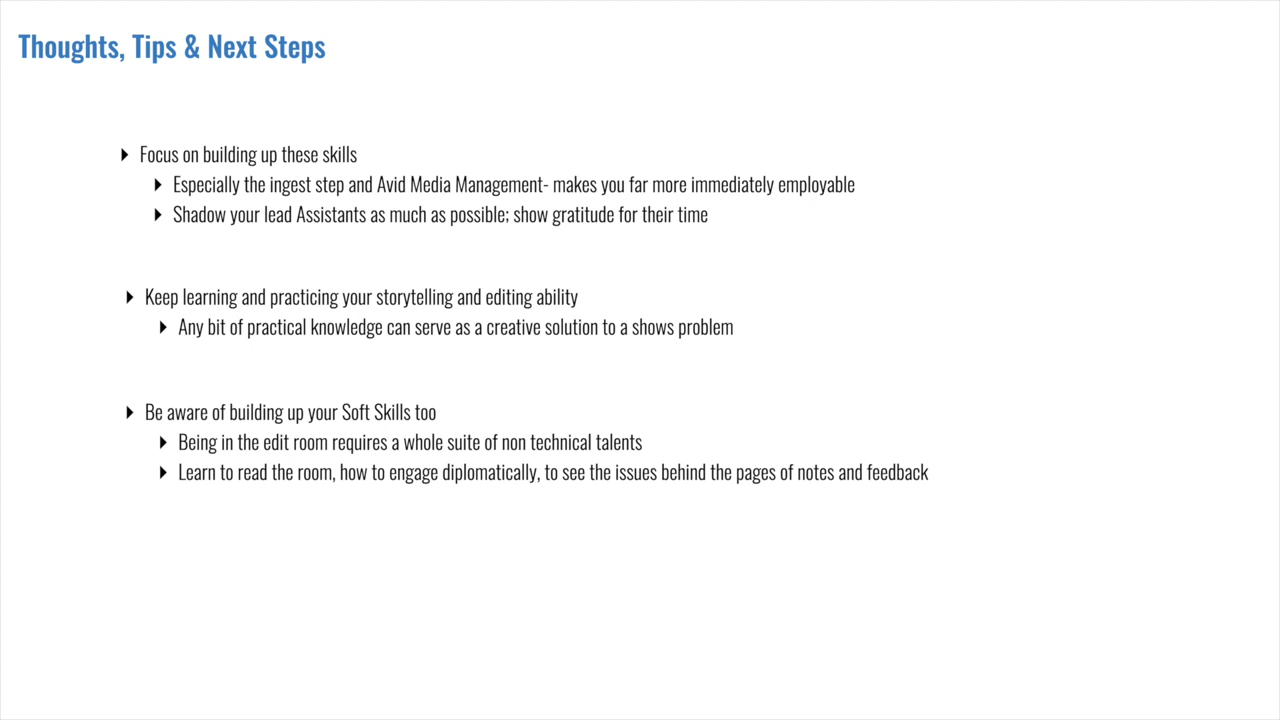 Thoughts, Tips & Next Steps
Focus on building up these skills
Especially the ingest step and Avid Media Management- makes you far more immediately employable
Shadow your lead Assistants as much as possible; show gratitude for their time
Keep learning and practicing your storytelling and editing ability
Any bit of practical knowledge can serve as a creative solution to a shows problem
Be aware of building up your Soft Skills too
Being in the edit room requires a whole suite of non technical talents
Learn to read the room, how to engage diplomatically, to see the issues behind the pages of notes and feedback